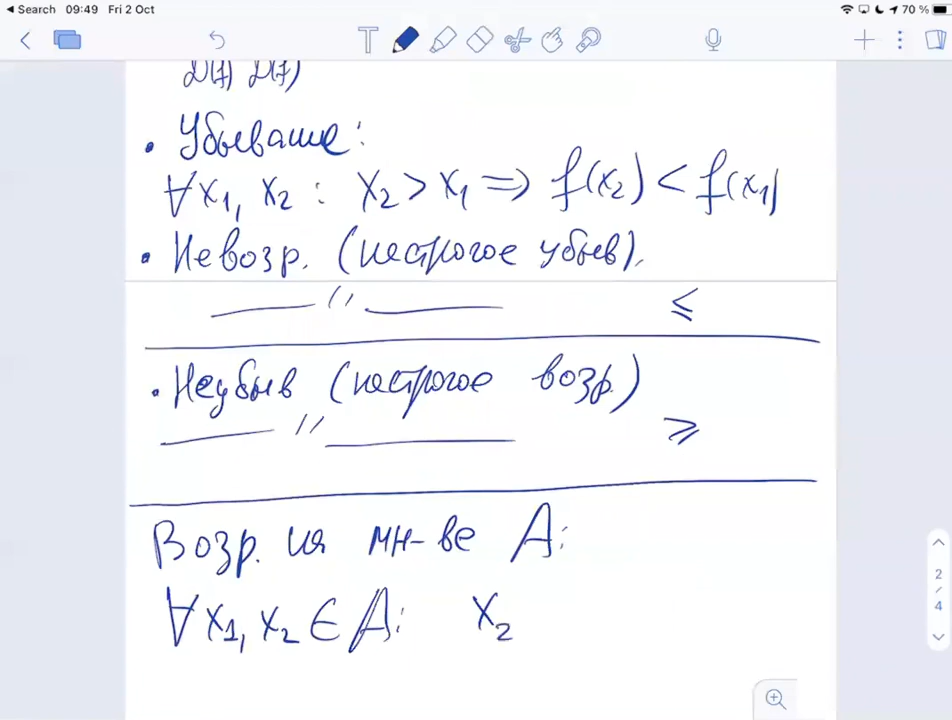 Search 09:49 Fri 2 Oct 70 %
• Убывание:
∀x₁, x₂ : x₂ > x₁ ⇒ f(x₂) < f(x₁)
• Невозр. (нестрогое убыв).
—— // —— ≤
• Неубыв (нестрогое возр.)
—— // —— ≥
Возр. на мн-ве A:
∀x₁, x₂ ∈ A: x₂
2
/
4